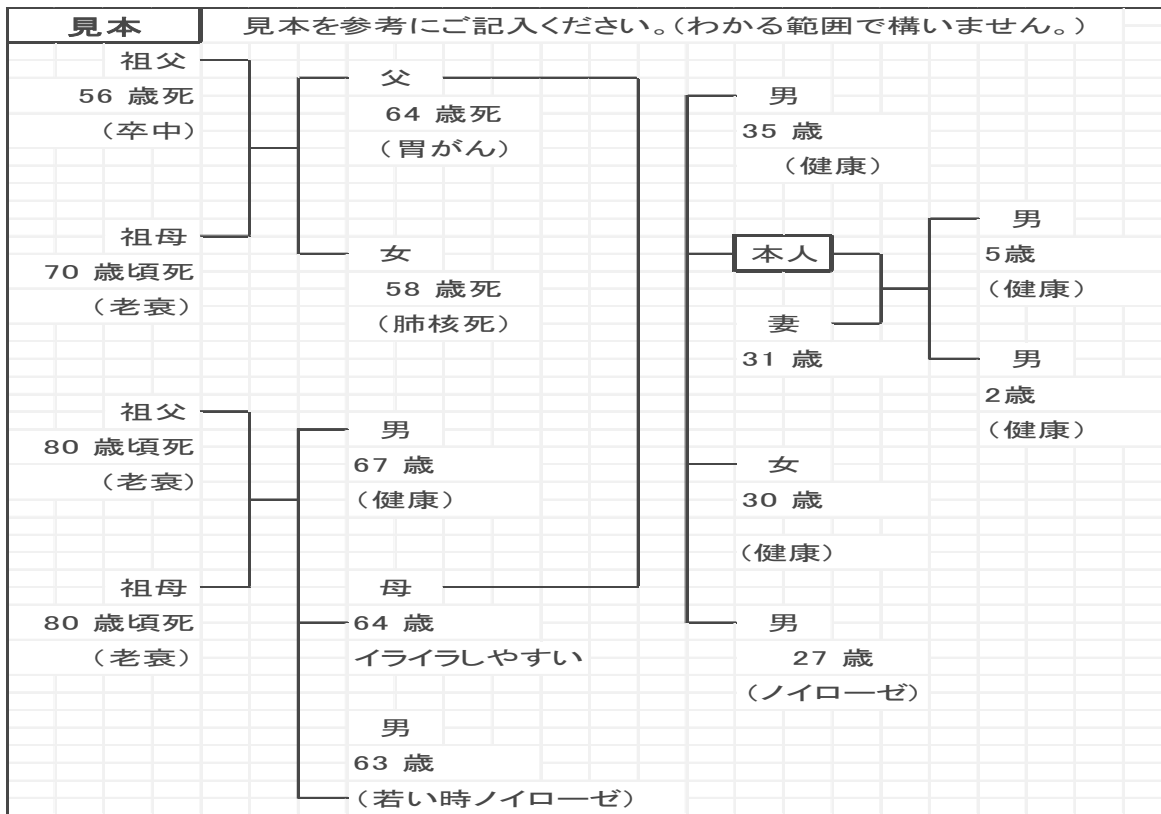 見本
見本を参考にご記入ください。(わかる範囲で構いません。)
祖父
56 歳死
(卒中)
祖母
70 歳頃死
(老衰)
祖父
80 歳頃死
(老衰)
祖母
80 歳頃死
(老衰)
父
64 歳死
(胃がん)
女
58 歳死
(肺核死)
男
67 歳
(健康)
母
64 歳
イライラしやすい
男
63 歳
(若い時ノイローゼ)
男
35 歳
(健康)
本人
妻
31 歳
女
30 歳
(健康)
男
27 歳
(ノイローゼ)
男
5歳
(健康)
男
2歳
(健康)